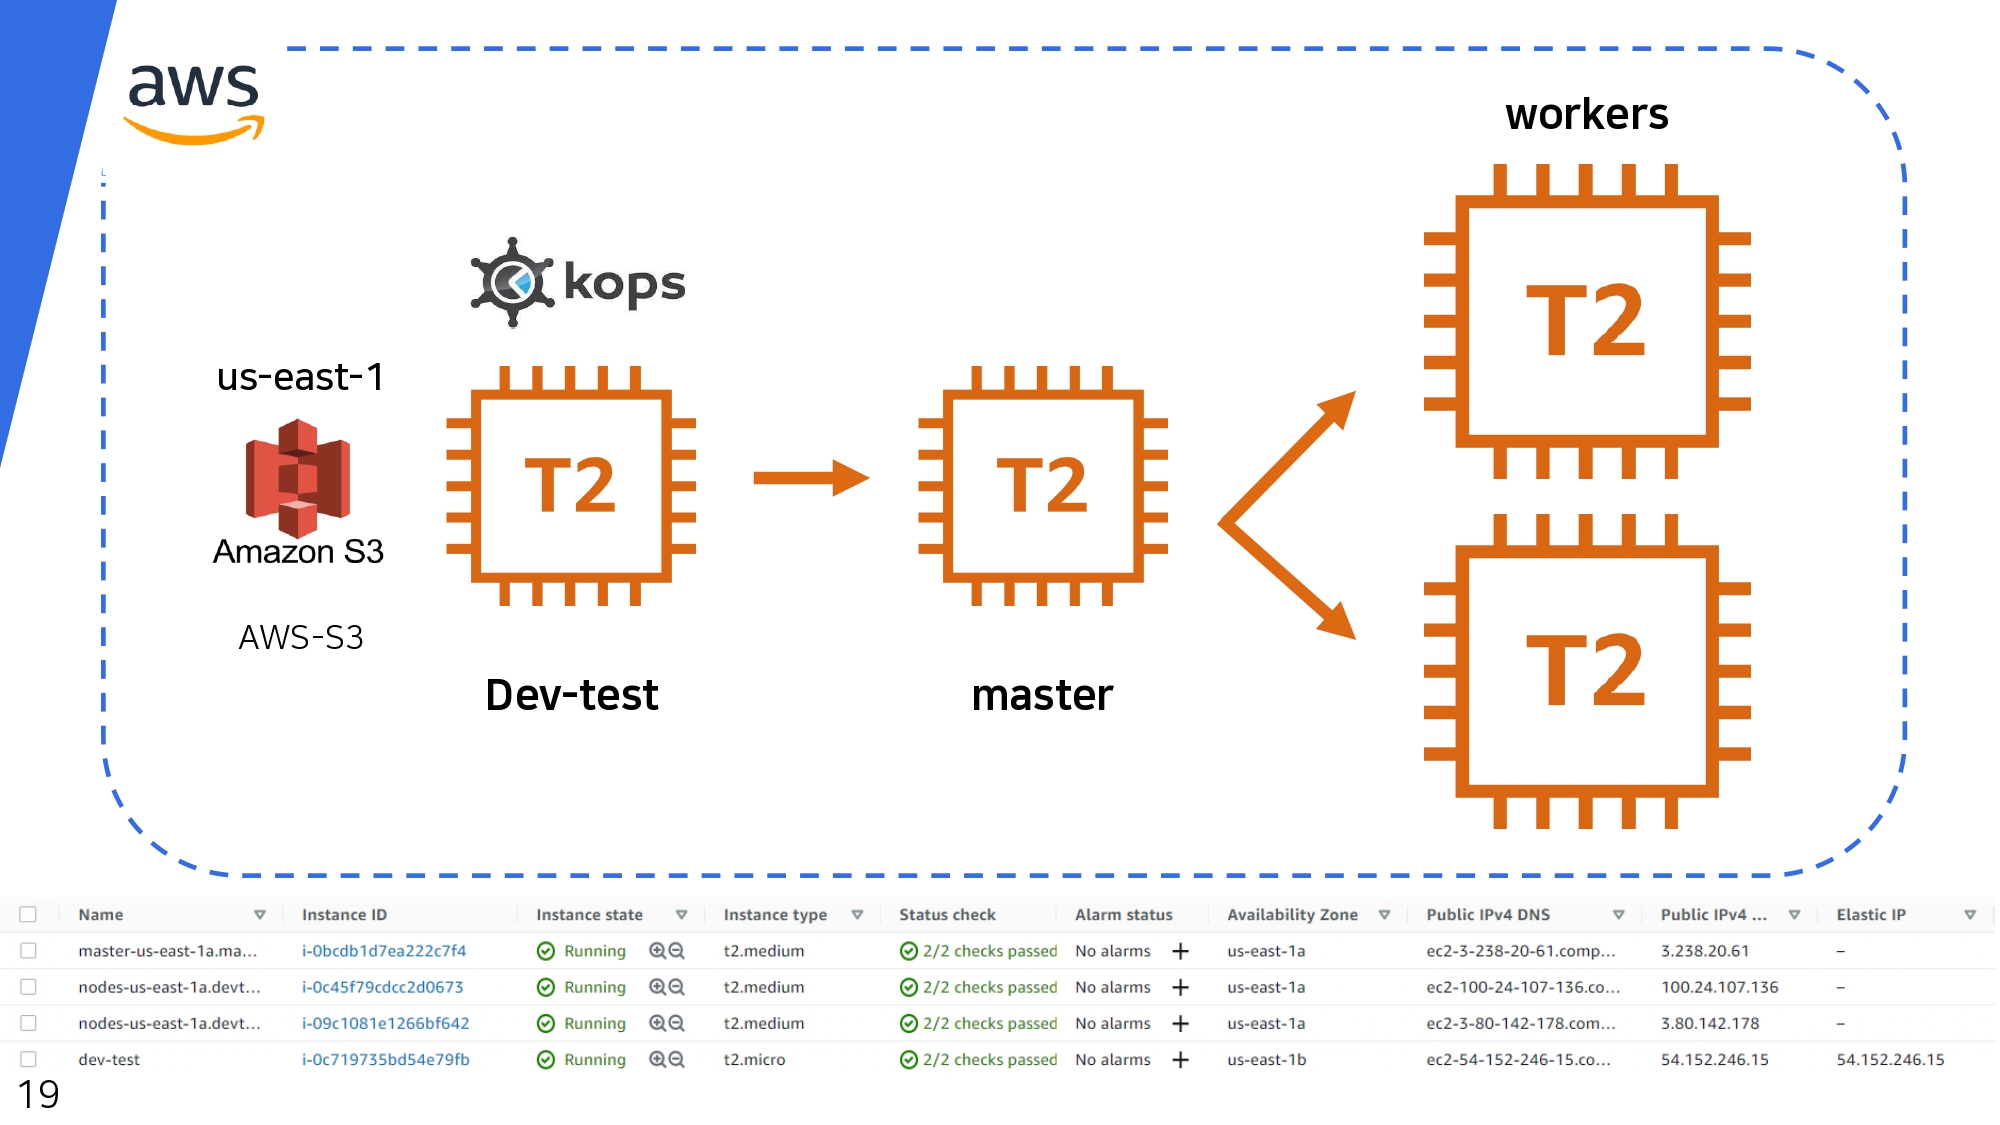 aws
workers
T2
kops
us-east-1
T2
T2
Amazon S3
AWS-S3
T2
Dev-test
master
Name Instance ID Instance state Instance type Status check Alarm status Availability Zone Public IPv4 DNS Public IPv4 ... Elastic IP
master-us-east-1a.ma... i-0bcdb1d7ea222c7f4 Running t2.medium 2/2 checks passed No alarms + us-east-1a ec2-3-238-20-61.comp... 3.238.20.61 –
nodes-us-east-1a.devt... i-0c45f79cdcc2d0673 Running t2.medium 2/2 checks passed No alarms + us-east-1a ec2-100-24-107-136.co... 100.24.107.136 –
nodes-us-east-1a.devt... i-09c1081e1266bf642 Running t2.medium 2/2 checks passed No alarms + us-east-1a ec2-3-80-142-178.com... 3.80.142.178 –
dev-test i-0c719735bd54e79fb Running t2.micro 2/2 checks passed No alarms + us-east-1b ec2-54-152-246-15.co... 54.152.246.15 54.152.246.15
19